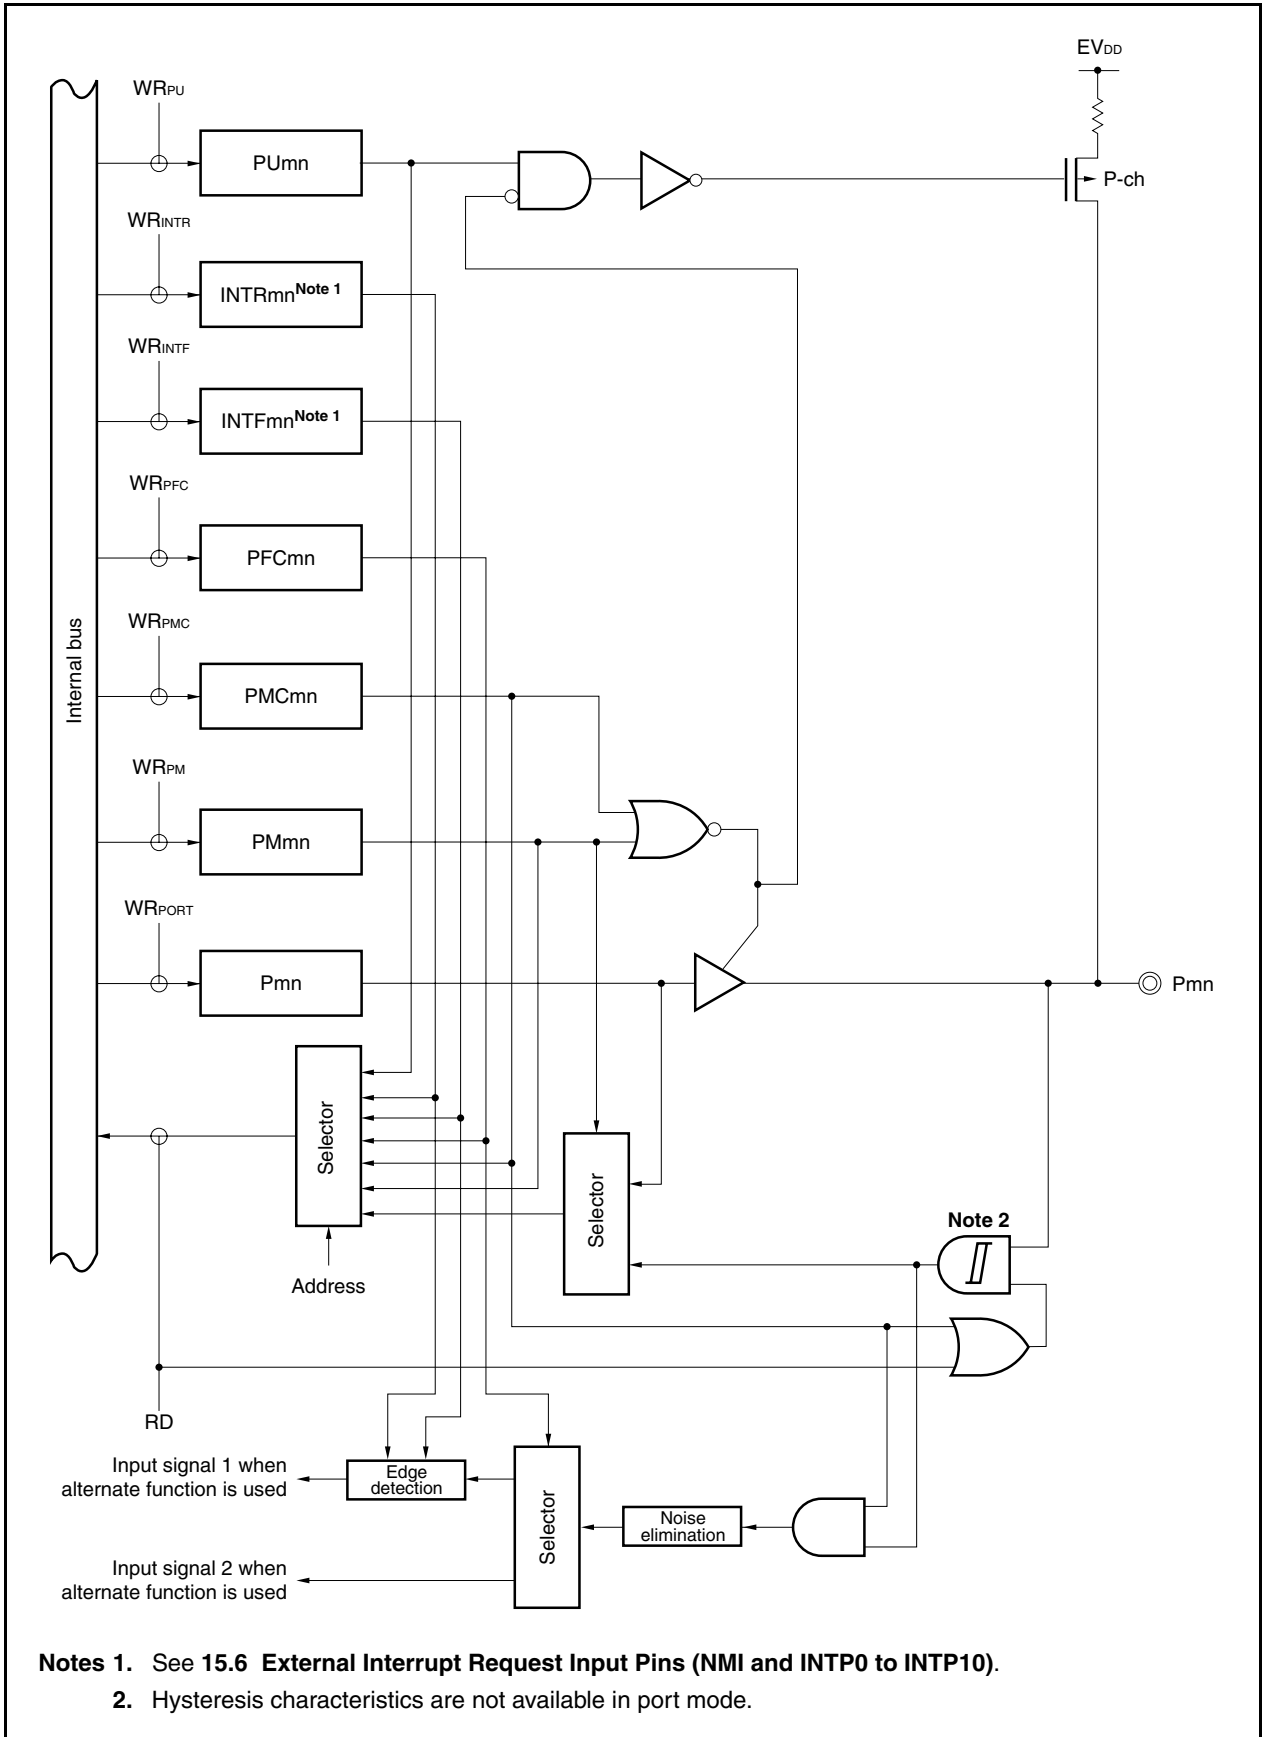 EVDD
WRPU
PUmn
P-ch
WRINTR
INTRmnNote 1
WRINTF
INTFmnNote 1
WRPFC
PFCmn
WRPMC
PMCmn
Internal bus
WRPM
PMmn
WRPORT
Pmn
Pmn
Selector
Selector
Note 2
Address
RD
Input signal 1 when
alternate function is used
Edge
detection
Selector
Noise
elimination
Input signal 2 when
alternate function is used
Notes 1. See 15.6 External Interrupt Request Input Pins (NMI and INTP0 to INTP10).
2. Hysteresis characteristics are not available in port mode.